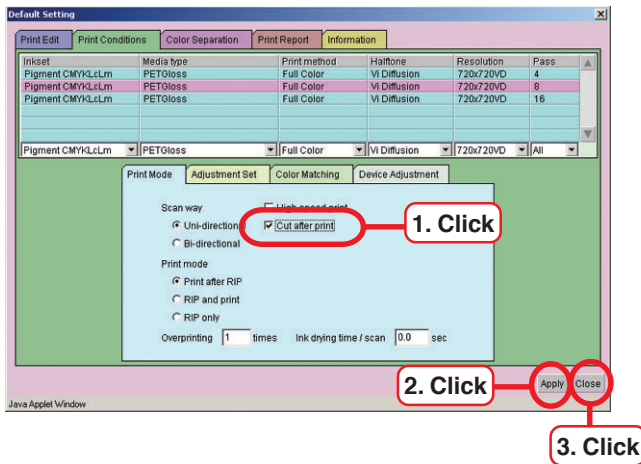 Default Setting
Print Edit Print Conditions Color Separation Print Report Information
Inkset Media type Print method Halftone Resolution Pass
Pigment CMYKLcLm PETGloss Full Color Vi Diffusion 720x720VD 4
Pigment CMYKLcLm PETGloss Full Color Vi Diffusion 720x720VD 8
Pigment CMYKLcLm PETGloss Full Color Vi Diffusion 720x720VD 16
Pigment CMYKLcLm PETGloss Full Color Vi Diffusion 720x720VD All
Print Mode Adjustment Set Color Matching Device Adjustment
Scan way High speed print
Uni-directional Cut after print 1. Click
Bi-directional
Print mode
Print after RIP
RIP and print
RIP only
Overprinting 1 times Ink drying time / scan 0.0 sec
2. Click Apply Close
Java Applet Window
3. Click